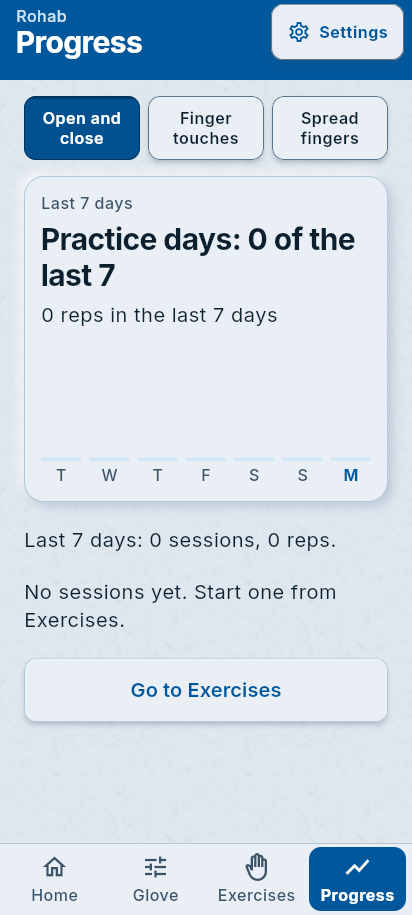 Rohab
Progress
Settings
Open and
close
Finger
touches
Spread
fingers
Last 7 days
Practice days: 0 of the
last 7
0 reps in the last 7 days
T W T F S S M
Last 7 days: 0 sessions, 0 reps.
No sessions yet. Start one from
Exercises.
Go to Exercises
Home Glove Exercises Progress